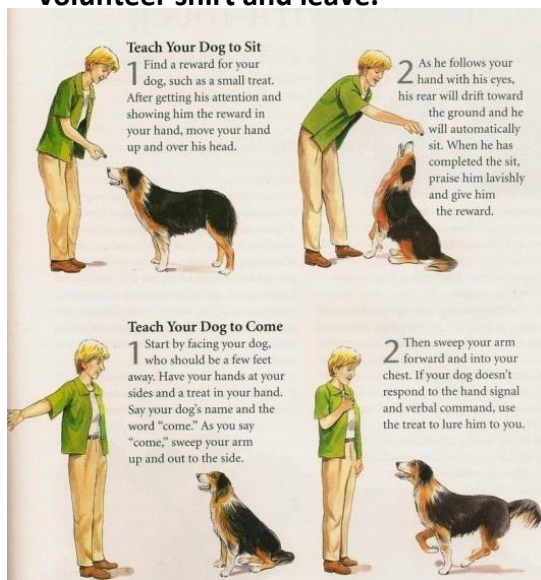 volunteer shirt and leave.
Teach Your Dog to Sit
1 Find a reward for your
dog, such as a small treat.
After getting his attention and
showing him the reward in
your hand, move your hand
up and over his head.
2 As he follows your
hand with his eyes,
his rear will drift toward
the ground and he
will automatically
sit. When he has
completed the sit,
praise him lavishly
and give him
the reward.
Teach Your Dog to Come
1 Start by facing your dog,
who should be a few feet
away. Have your hands at your
sides and a treat in your hand.
Say your dog's name and the
word "come." As you say
"come," sweep your arm
up and out to the side.
2 Then sweep your arm
forward and into your
chest. If your dog doesn't
respond to the hand signal
and verbal command, use
the treat to lure him to you.